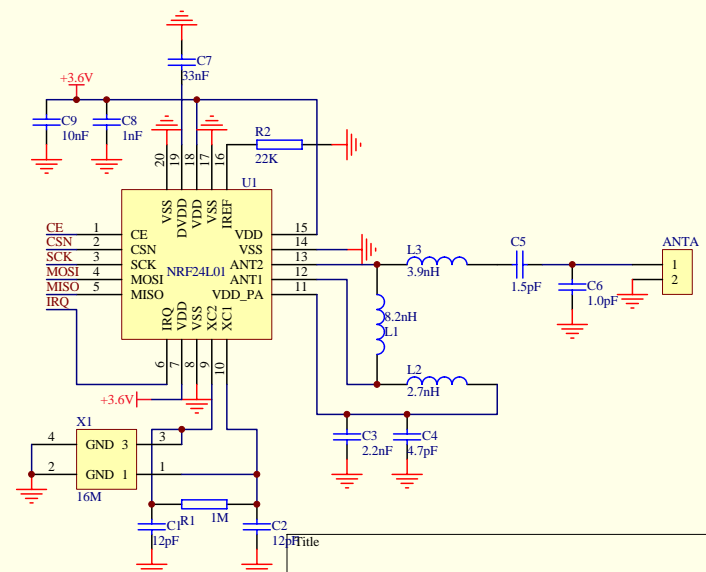 C7
33nF
+3.6V
C9
10nF
C8
1nF
R2
22K
20
19
18
17
16
U1
VSS
DVDD
VDD
VSS
IREF
CE
CSN
SCK
MOSI
MISO
IRQ
1
2
3
4
5
CE
CSN
SCK
MOSI
MISO
NRF24L01
VDD
VSS
ANT2
ANT1
VDD_PA
15
14
13
12
11
IRQ
VDD
VSS
XC2
XC1
6
7
8
9
10
L3
3.9nH
C5
1.5pF
C6
1.0pF
ANTA
1
2
8.2nH
L1
L2
2.7nH
+3.6V
C3
2.2nF
C4
4.7pF
X1
4
GND 3
3
2
GND 1
1
16M
R1
1M
C1
12pF
C2
12pF
Title